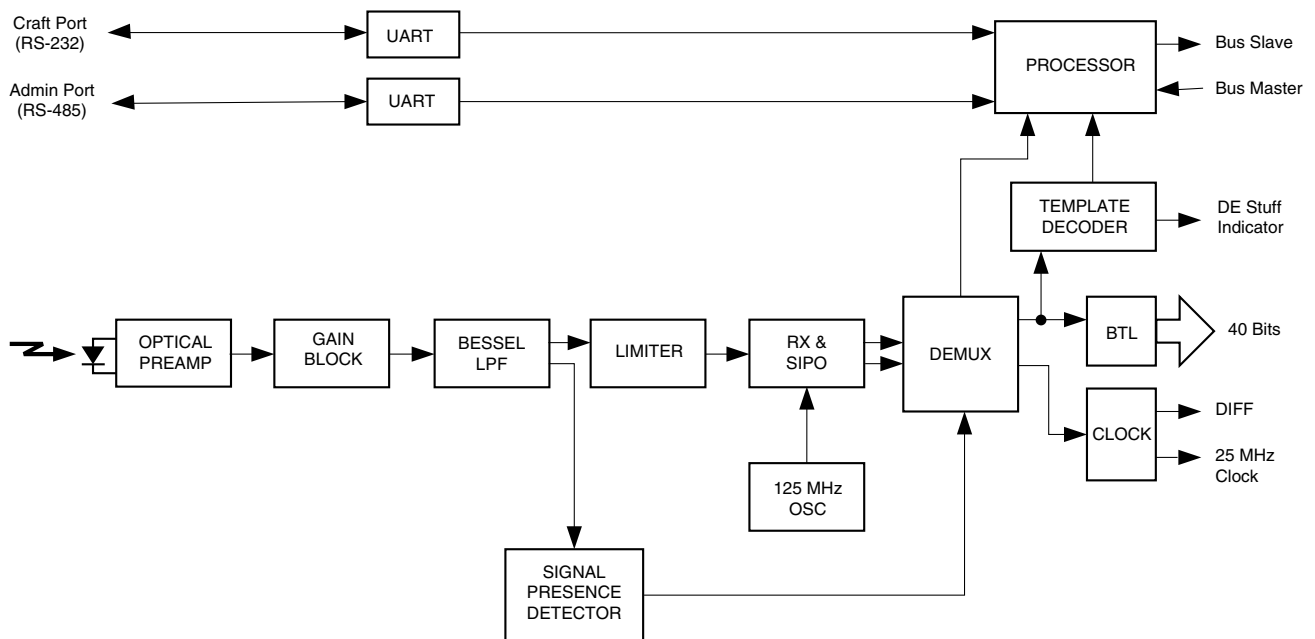 Craft Port
(RS-232)
UART
PROCESSOR
Bus Slave
Bus Master
Admin Port
(RS-485)
UART
TEMPLATE
DECODER
DE Stuff
Indicator
OPTICAL
PREAMP
GAIN
BLOCK
BESSEL
LPF
LIMITER
RX &
SIPO
DEMUX
BTL
40 Bits
CLOCK
DIFF
25 MHz
Clock
125 MHz
OSC
SIGNAL
PRESENCE
DETECTOR